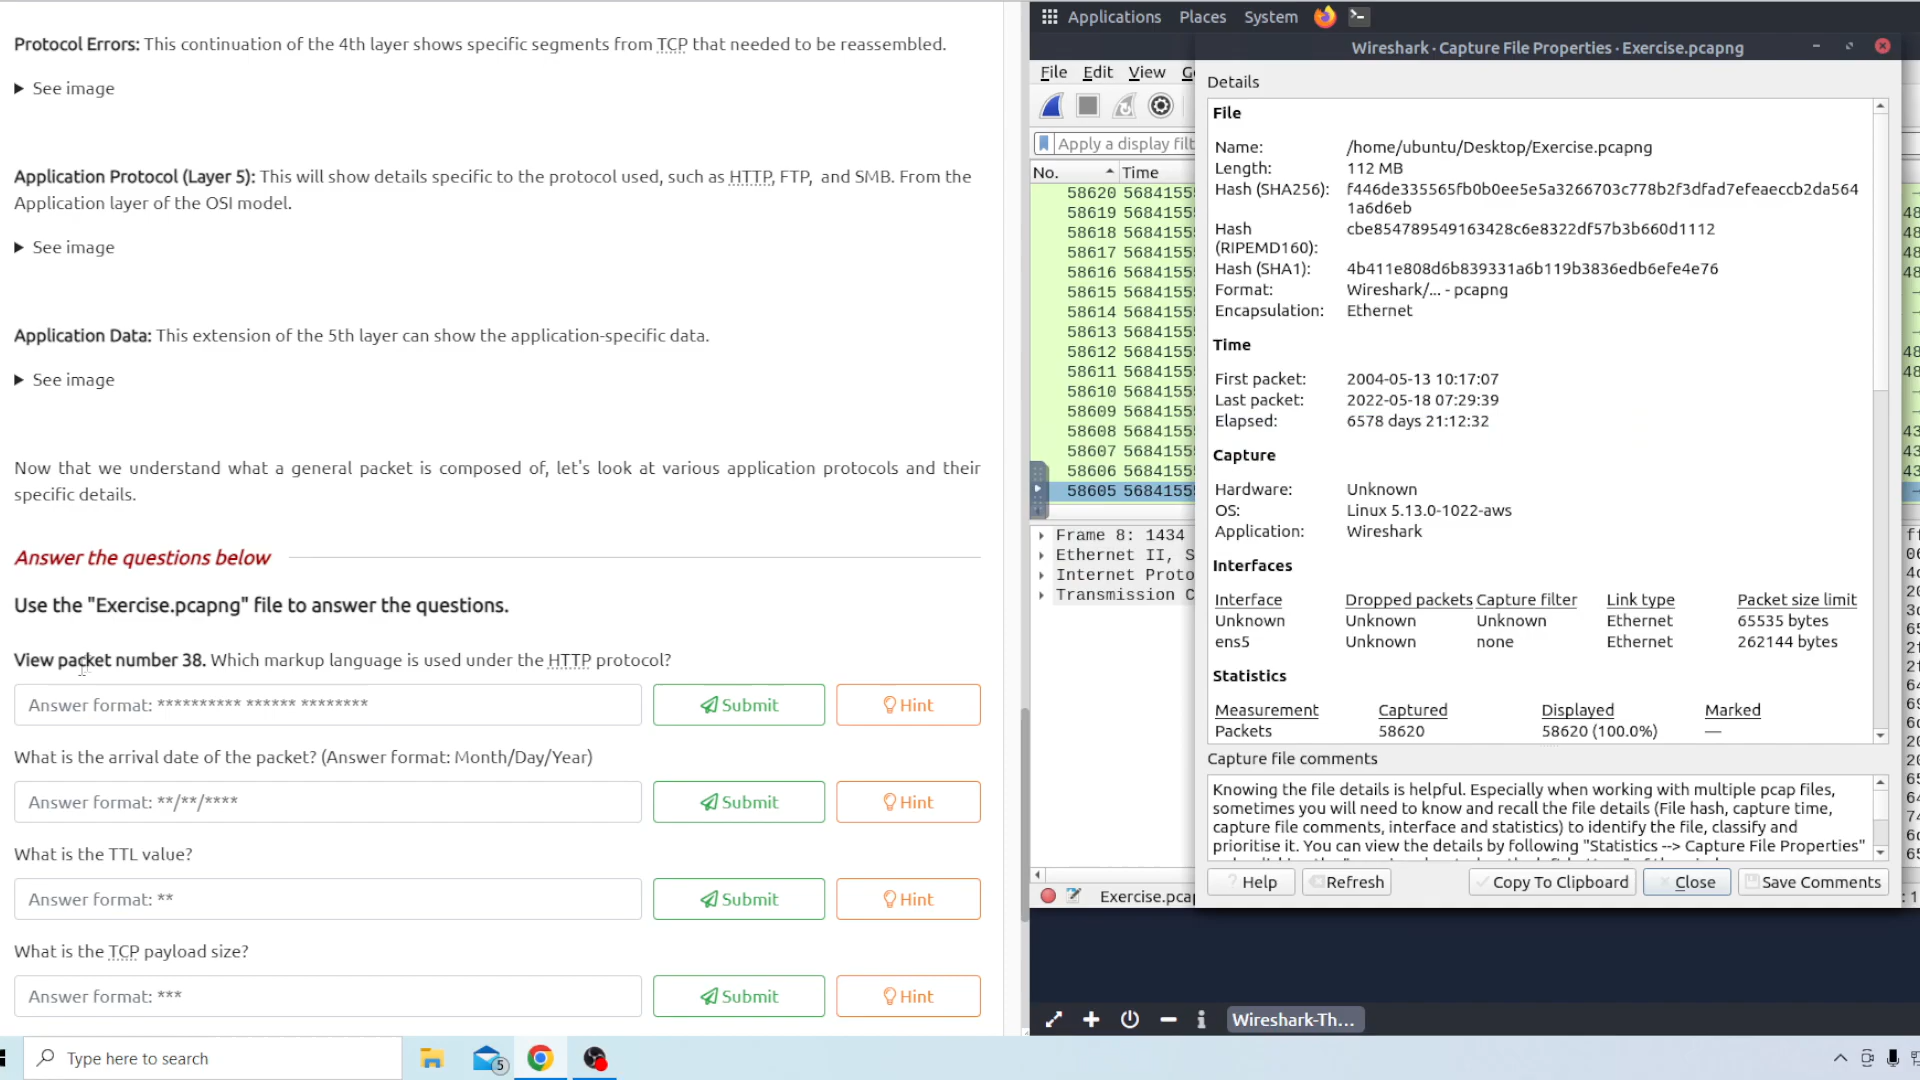 Protocol Errors: This continuation of the 4th layer shows specific segments from TCP that needed to be reassembled.
See image
Application Protocol (Layer 5): This will show details specific to the protocol used, such as HTTP, FTP,  and SMB. From the
Application layer of the OSI model.
See image
Application Data: This extension of the 5th layer can show the application-specific data.
See image
Now that we understand what a general packet is composed of, let's look at various application protocols and their
specific details.
Answer the questions below
Use the "Exercise.pcapng" file to answer the questions.
View packet number 38. Which markup language is used under the HTTP protocol?
Answer format: ********** ****** ********
Submit
Hint
What is the arrival date of the packet? (Answer format: Month/Day/Year)
Answer format: **/**/****
Submit
Hint
What is the TTL value?
Answer format: **
Submit
Hint
What is the TCP payload size?
Answer format: ***
Submit
Hint
Applications Places System
Wireshark · Capture File Properties · Exercise.pcapng
File Edit View
Apply a display filt
No. Time
58620 5684155
58619 5684155
58618 5684155
58617 5684155
58616 5684155
58615 5684155
58614 5684155
58613 5684155
58612 5684155
58611 5684155
58610 5684155
58609 5684155
58608 5684155
58607 5684155
58606 5684155
58605 5684155
Frame 8: 1434
Ethernet II, S
Internet Proto
Transmission C
Exercise.pca
Details
File
Name: /home/ubuntu/Desktop/Exercise.pcapng
Length: 112 MB
Hash (SHA256): f446de335565fb0b0ee5e5a3266703c778b2f3dfad7efeaeccb2da564
1a6d6eb
Hash cbe854789549163428c6e8322df57b3b660d1112
(RIPEMD160):
Hash (SHA1): 4b411e808d6b839331a6b119b3836edb6efe4e76
Format: Wireshark/... - pcapng
Encapsulation: Ethernet
Time
First packet: 2004-05-13 10:17:07
Last packet: 2022-05-18 07:29:39
Elapsed: 6578 days 21:12:32
Capture
Hardware: Unknown
OS: Linux 5.13.0-1022-aws
Application: Wireshark
Interfaces
Interface Dropped packets Capture filter Link type Packet size limit
Unknown Unknown Unknown Ethernet 65535 bytes
ens5 Unknown none Ethernet 262144 bytes
Statistics
Measurement Captured Displayed Marked
Packets 58620 58620 (100.0%) —
Capture file comments
Knowing the file details is helpful. Especially when working with multiple pcap files,
sometimes you will need to know and recall the file details (File hash, capture time,
capture file comments, interface and statistics) to identify the file, classify and
prioritise it. You can view the details by following "Statistics --> Capture File Properties"
Help Refresh Copy To Clipboard Close Save Comments
Wireshark-Th...
Type here to search
5